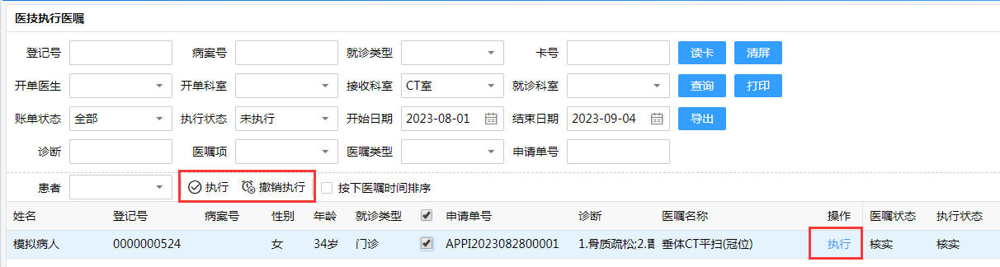 医技执行医嘱
登记号 病案号 就诊类型 卡号 读卡 清屏
开单医生 开单科室 接收科室 CT室 就诊科室 查询 打印
账单状态 全部 执行状态 未执行 开始日期 2023-08-01 结束日期 2023-09-04 导出
诊断 医嘱项 医嘱类型 申请单号
患者 执行 撤销执行 按下医嘱时间排序
姓名 登记号 病案号 性别 年龄 就诊类型 申请单号 诊断 医嘱名称 操作 医嘱状态 执行状态
模拟病人 0000000524 女 34岁 门诊 APPI2023082800001 1.骨质疏松;2. 垂体CT平扫(冠位) 执行 核实 核实